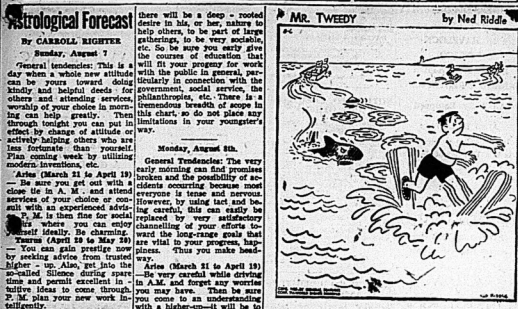 Astrological Forecast
By CARROLL RIGHTER
Sunday, August 7
General tendencies: This is a
day when a whole new attitude
can be yours toward doing
kindly and helpful deeds for
others and attending services,
worship of your choice in morn-
ing can help greatly. Then
through tonight you can put in
effect by change of attitude or
actively helping others who are
less fortunate than yourself.
Plan coming week by utilizing
modern inventions, etc.
Aries (March 21 to April 19)
— Be sure you get out with a
close tie in A. M. and attend
services of your choice or con-
sult with an experienced advis-
P. M. is then fine for social
where you can enjoy
yourself ideally. Be charming.
Taurus (April 20 to May 20)
— You can gain prestige now
by seeking advice from trusted
higher - up. Also, get into the
so-called Silence during spare
time and permit excellent in-
tuitive ideas to come through.
P. M. plan your new work in-
telligently.
there will be a deep - rooted
desire in his, or her, nature to
help others, to be part of large
gatherings, to be very sociable,
etc. So be sure you early give
the courses of education that
will fit your progeny for work
with the public in general, par-
ticularly in connection with the
government, social service, the
philanthropies, etc. There is a
tremendous breadth of scope in
this chart, so do not place any
limitations in your youngster's
way.
Monday, August 8th.
General Tendencies: The very
early morning can find promises
broken and the possibility of ac-
cidents occurring because most
everyone is tense and nervous.
However, by using tact and be-
ing careful, this can easily be
replaced by very satisfactory
channelling of your efforts to-
ward the long-range goals that
are vital to your progress, hap-
piness. Thus you make head-
way.
Aries (March 21 to April 19)
—Be very careful while driving
in A.M. and forget any worries
you may have. Then be sure
you come to an understanding
with a higher-up—it will be to
MR. TWEEDY by Ned Riddle
8-6